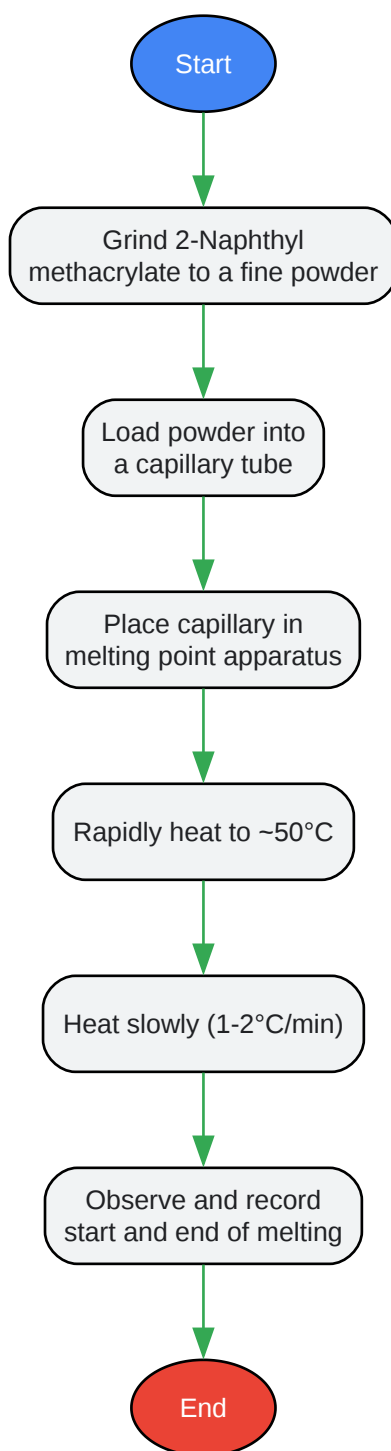 Start
Grind 2-Naphthyl
methacrylate to a fine powder
Load powder into
a capillary tube
Place capillary in
melting point apparatus
Rapidly heat to ~50°C
Heat slowly (1-2°C/min)
Observe and record
start and end of melting
End